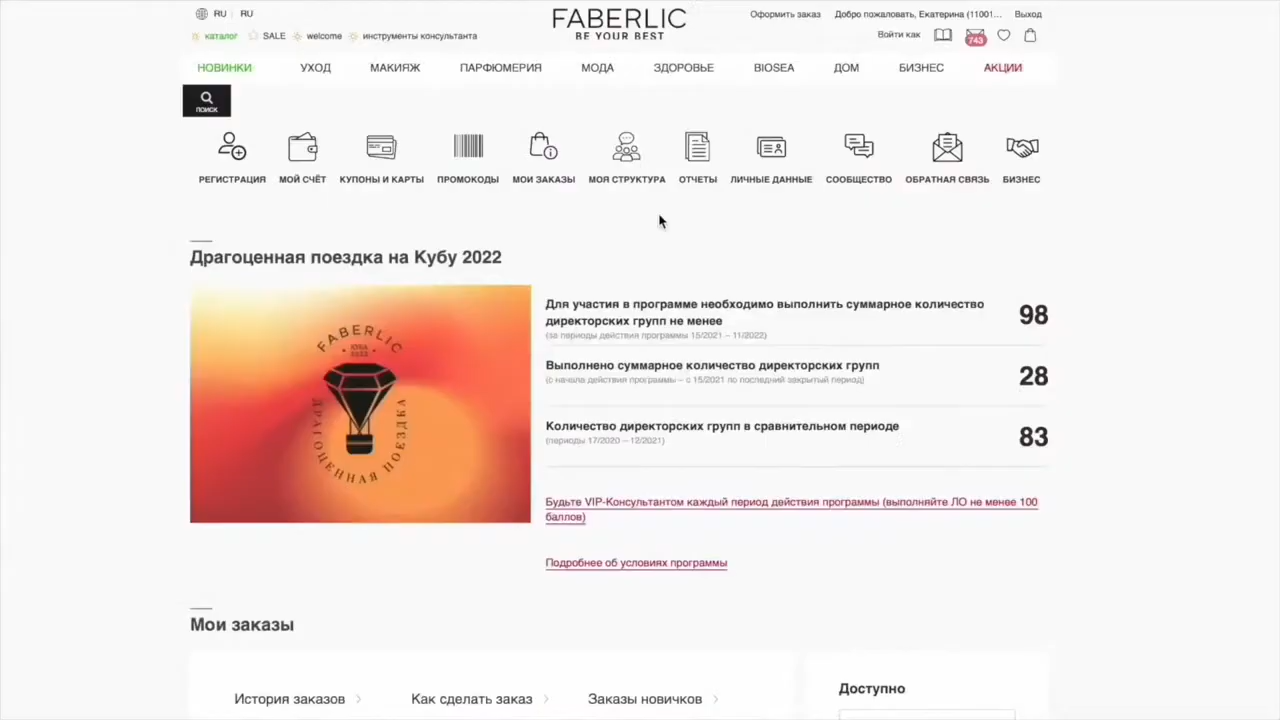 RU RU
FABERLIC
BE YOUR BEST
Оформить заказ Добро пожаловать, Екатерина (11001... Выход
каталог SALE welcome инструменты консультанта
Войти как 743
НОВИНКИ УХОД МАКИЯЖ ПАРФЮМЕРИЯ МОДА ЗДОРОВЬЕ BIOSEA ДОМ БИЗНЕС АКЦИИ
ПОИСК
РЕГИСТРАЦИЯ МОЙ СЧЁТ КУПОНЫ И КАРТЫ ПРОМОКОДЫ МОИ ЗАКАЗЫ МОЯ СТРУКТУРА ОТЧЕТЫ ЛИЧНЫЕ ДАННЫЕ СООБЩЕСТВО ОБРАТНАЯ СВЯЗЬ БИЗНЕС
Драгоценная поездка на Кубу 2022
FABERLIC
КУБА
2022
ДРАГОЦЕННАЯ ПОЕЗДКА
Для участия в программе необходимо выполнить суммарное количество
директорских групп не менее
98
(за периоды действия программы 15/2021 – 11/2022)
Выполнено суммарное количество директорских групп
28
(с начала действия программы – с 15/2021 по последний закрытый период)
Количество директорских групп в сравнительном периоде
83
(периоды 17/2020 – 12/2021)
Будьте VIP-Консультантом каждый период действия программы (выполняйте ЛО не менее 100
баллов)
Подробнее об условиях программы
Мои заказы
Доступно
История заказов Как сделать заказ Заказы новичков